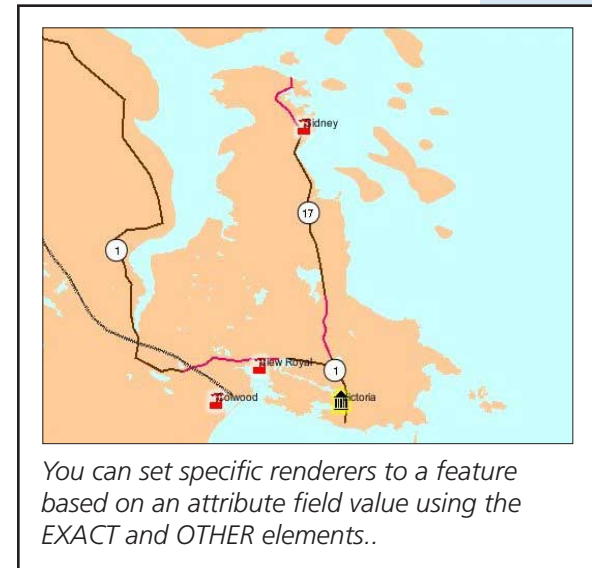 Sidney
17
1
View Royal
1
Colwood
Victoria
You can set specific renderers to a feature
based on an attribute field value using the
EXACT and OTHER elements..